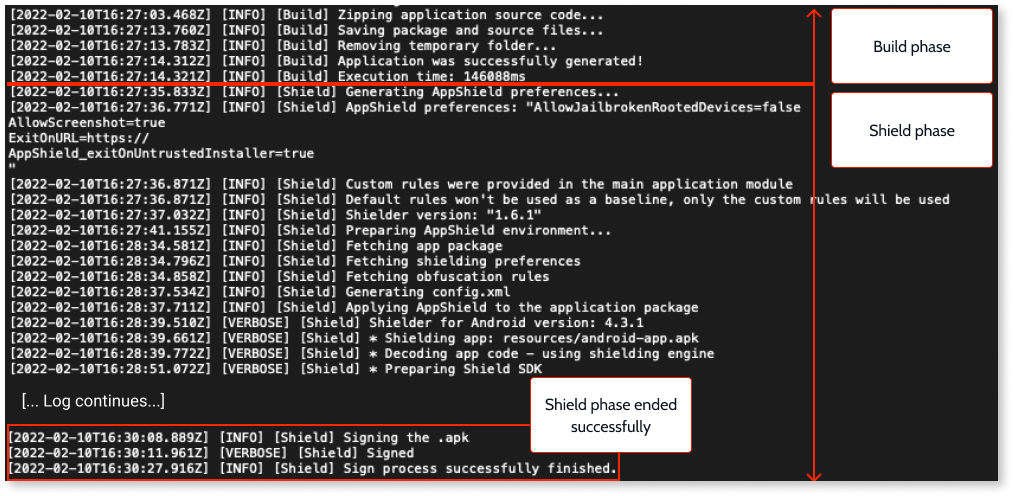 [2022-02-10T16:27:03.468Z] [INFO] [Build] Zipping application source code...
[2022-02-10T16:27:13.760Z] [INFO] [Build] Saving package and source files...
[2022-02-10T16:27:13.783Z] [INFO] [Build] Removing temporary folder...
[2022-02-10T16:27:14.312Z] [INFO] [Build] Application was successfully generated!
[2022-02-10T16:27:14.321Z] [INFO] [Build] Execution time: 146088ms
Build phase
[2022-02-10T16:27:35.833Z] [INFO] [Shield] Generating AppShield preferences...
[2022-02-10T16:27:36.771Z] [INFO] [Shield] AppShield preferences: "AllowJailbrokenRootedDevices=false
AllowScreenshot=true
ExitOnURL=https://
AppShield_exitOnUntrustedInstaller=true
"
Shield phase
[2022-02-10T16:27:36.871Z] [INFO] [Shield] Custom rules were provided in the main application module
[2022-02-10T16:27:36.871Z] [INFO] [Shield] Default rules won't be used as a baseline, only the custom rules will be used
[2022-02-10T16:27:37.032Z] [INFO] [Shield] Shielder version: "1.6.1"
[2022-02-10T16:27:41.155Z] [INFO] [Shield] Preparing AppShield environment...
[2022-02-10T16:28:34.581Z] [INFO] [Shield] Fetching app package
[2022-02-10T16:28:34.796Z] [INFO] [Shield] Fetching shielding preferences
[2022-02-10T16:28:34.858Z] [INFO] [Shield] Fetching obfuscation rules
[2022-02-10T16:28:37.534Z] [INFO] [Shield] Generating config.xml
[2022-02-10T16:28:37.711Z] [INFO] [Shield] Applying AppShield to the application package
[2022-02-10T16:28:39.510Z] [VERBOSE] [Shield] Shielder for Android version: 4.3.1
[2022-02-10T16:28:39.661Z] [VERBOSE] [Shield] * Shielding app: resources/android-app.apk
[2022-02-10T16:28:39.772Z] [VERBOSE] [Shield] * Decoding app code - using shielding engine
[2022-02-10T16:28:51.072Z] [VERBOSE] [Shield] * Preparing Shield SDK
[... Log continues...]
Shield phase ended
successfully
[2022-02-10T16:30:08.889Z] [INFO] [Shield] Signing the .apk
[2022-02-10T16:30:11.961Z] [VERBOSE] [Shield] Signed
[2022-02-10T16:30:27.916Z] [INFO] [Shield] Sign process successfully finished.